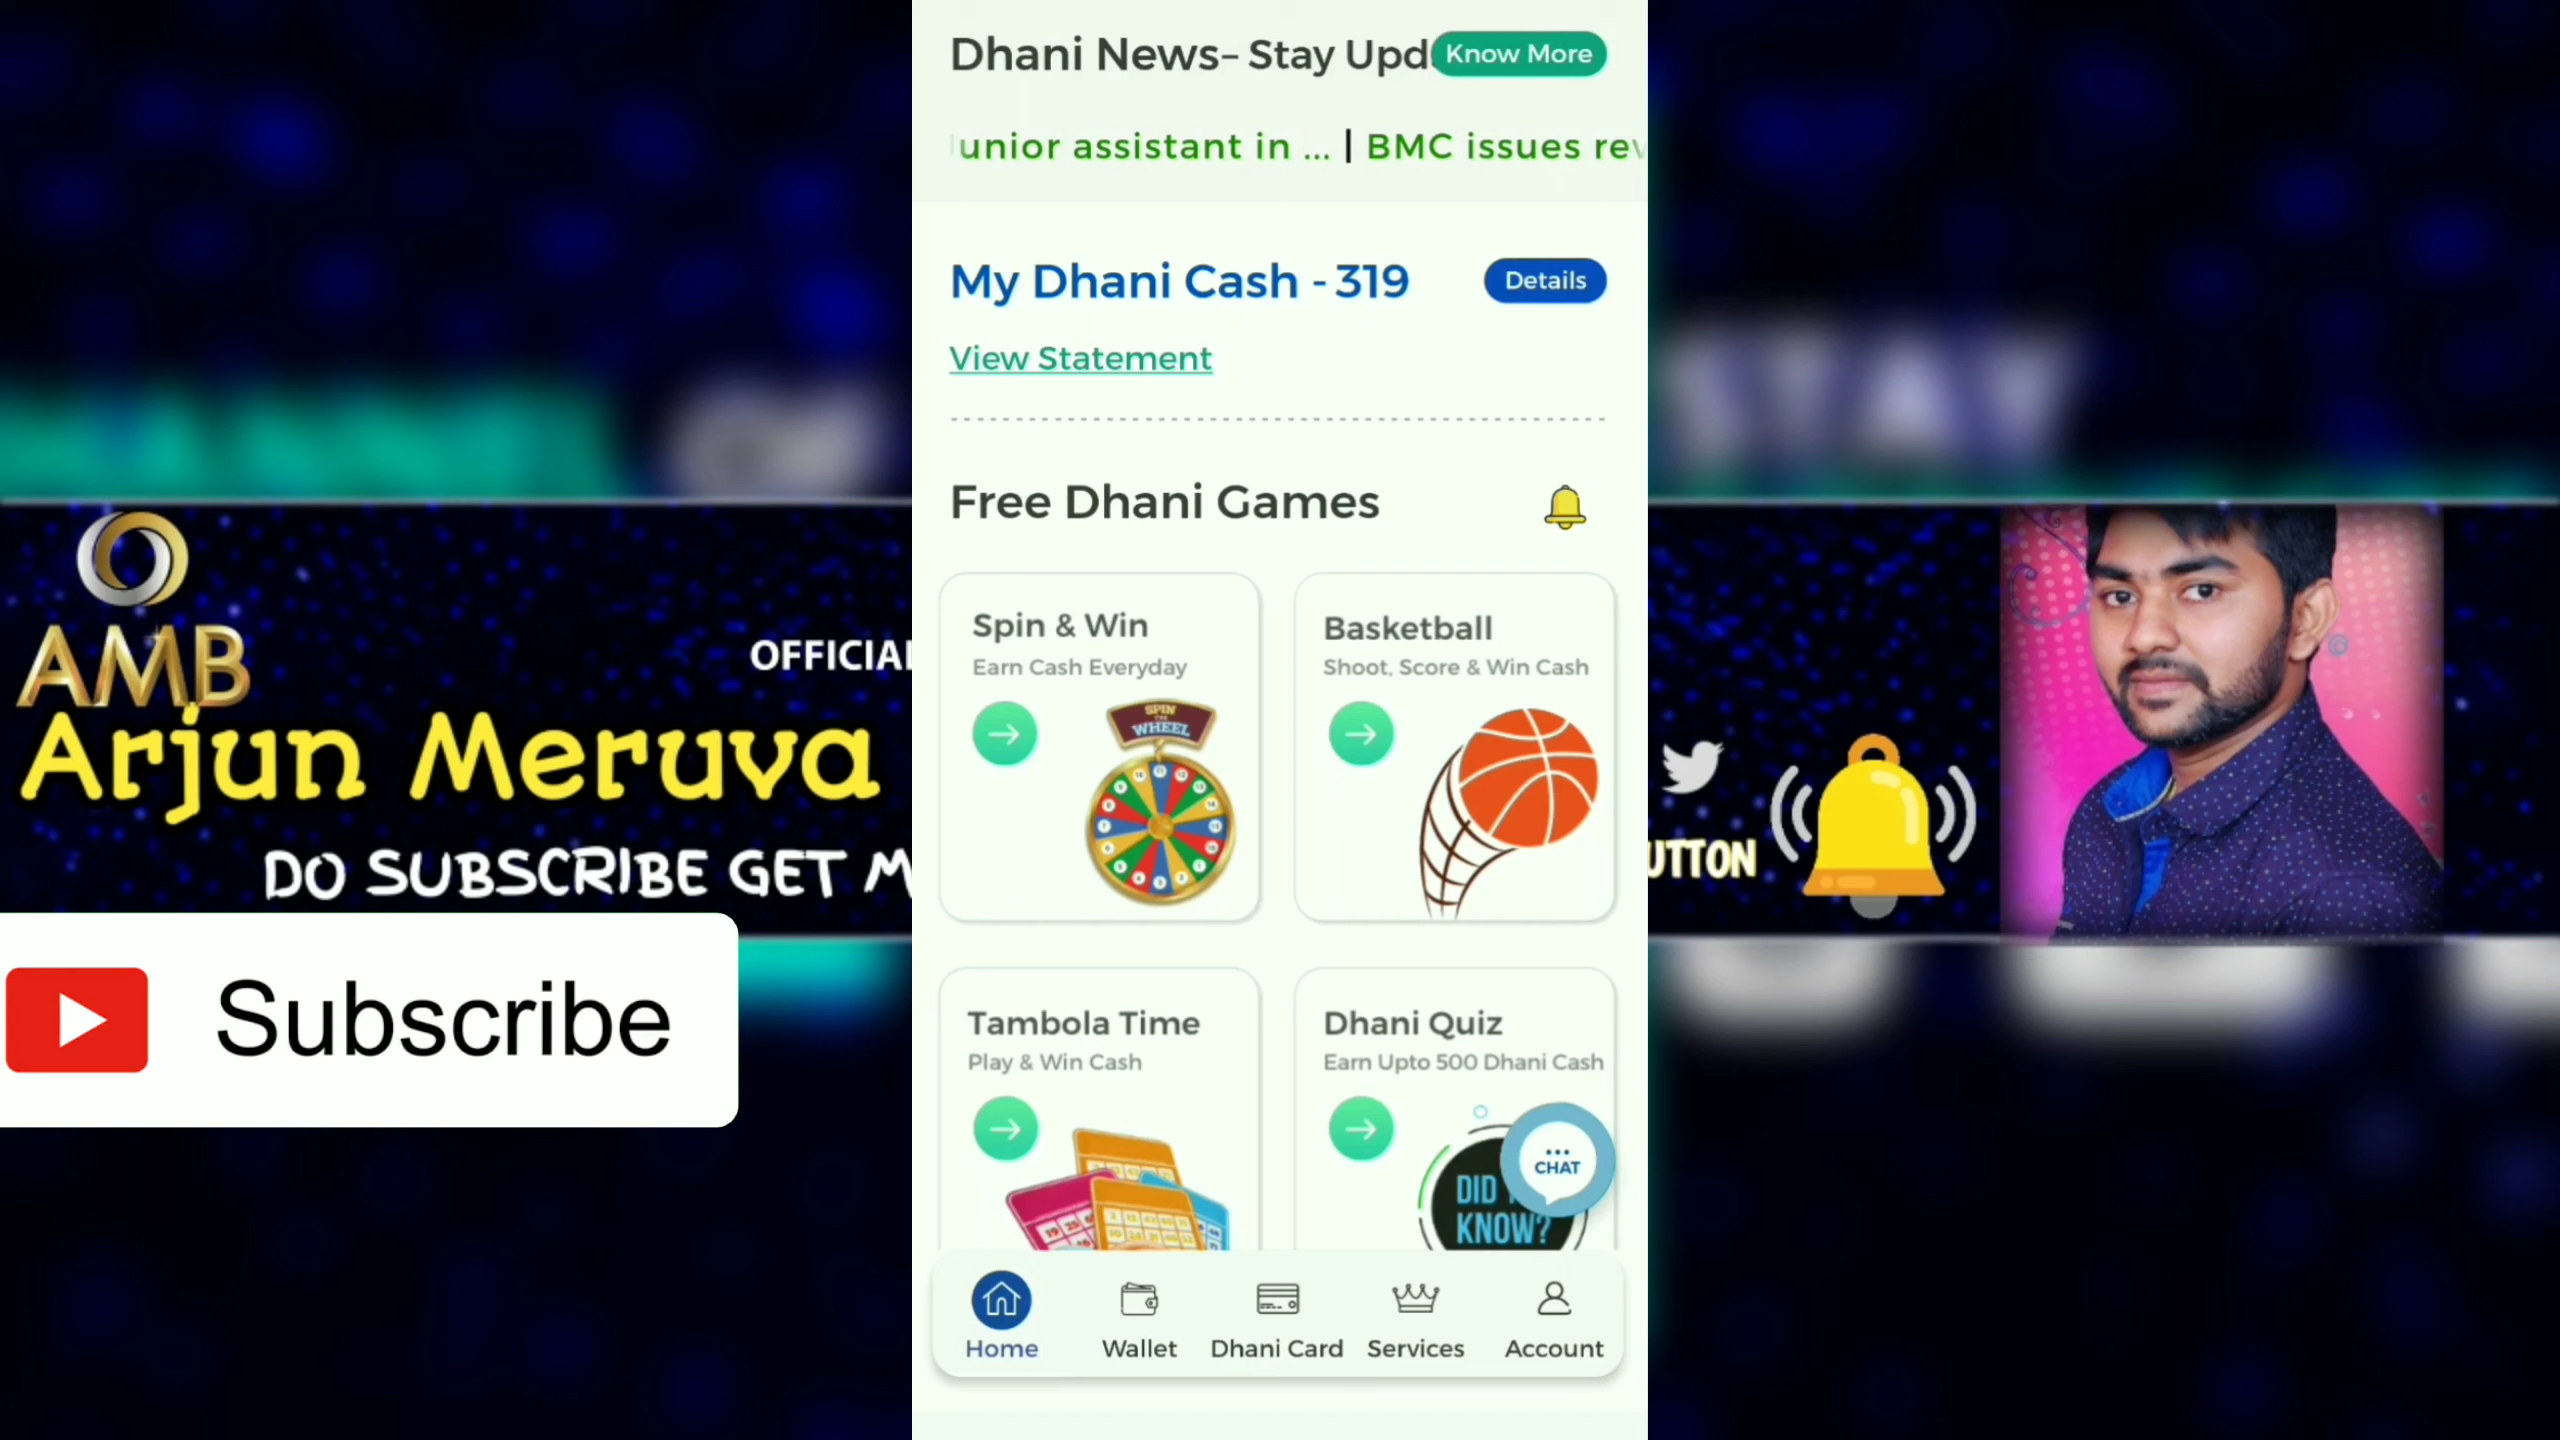 Dhani News– Stay Upd
Know More
unior assistant in ... | BMC issues rev
My Dhani Cash - 319
Details
View Statement
Free Dhani Games
Spin & Win
Earn Cash Everyday
SPIN
THE
WHEEL
Basketball
Shoot, Score & Win Cash
Tambola Time
Play & Win Cash
Dhani Quiz
Earn Upto 500 Dhani Cash
DID
KNOW?
CHAT
Home
Wallet
Dhani Card
Services
Account
AMB
OFFICIAL
Arjun Meruva
DO SUBSCRIBE GET M
UTTON
Subscribe